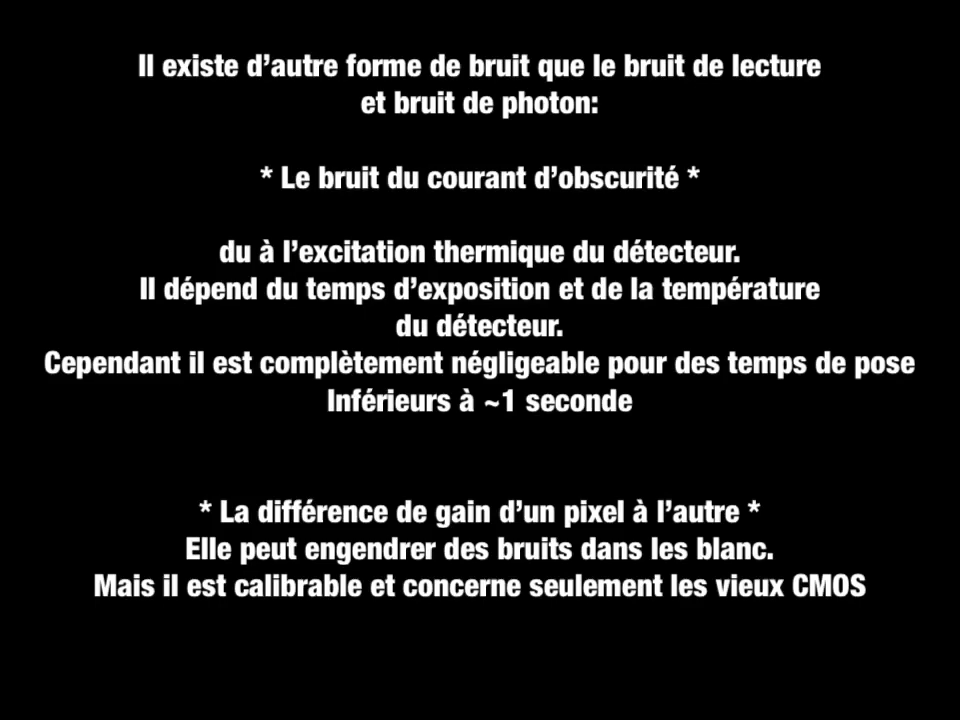 Il existe d’autre forme de bruit que le bruit de lecture
et bruit de photon:
* Le bruit du courant d’obscurité *
du à l’excitation thermique du détecteur.
Il dépend du temps d’exposition et de la température
du détecteur.
Cependant il est complètement négligeable pour des temps de pose
Inférieurs à ~1 seconde
* La différence de gain d’un pixel à l’autre *
Elle peut engendrer des bruits dans les blanc.
Mais il est calibrable et concerne seulement les vieux CMOS